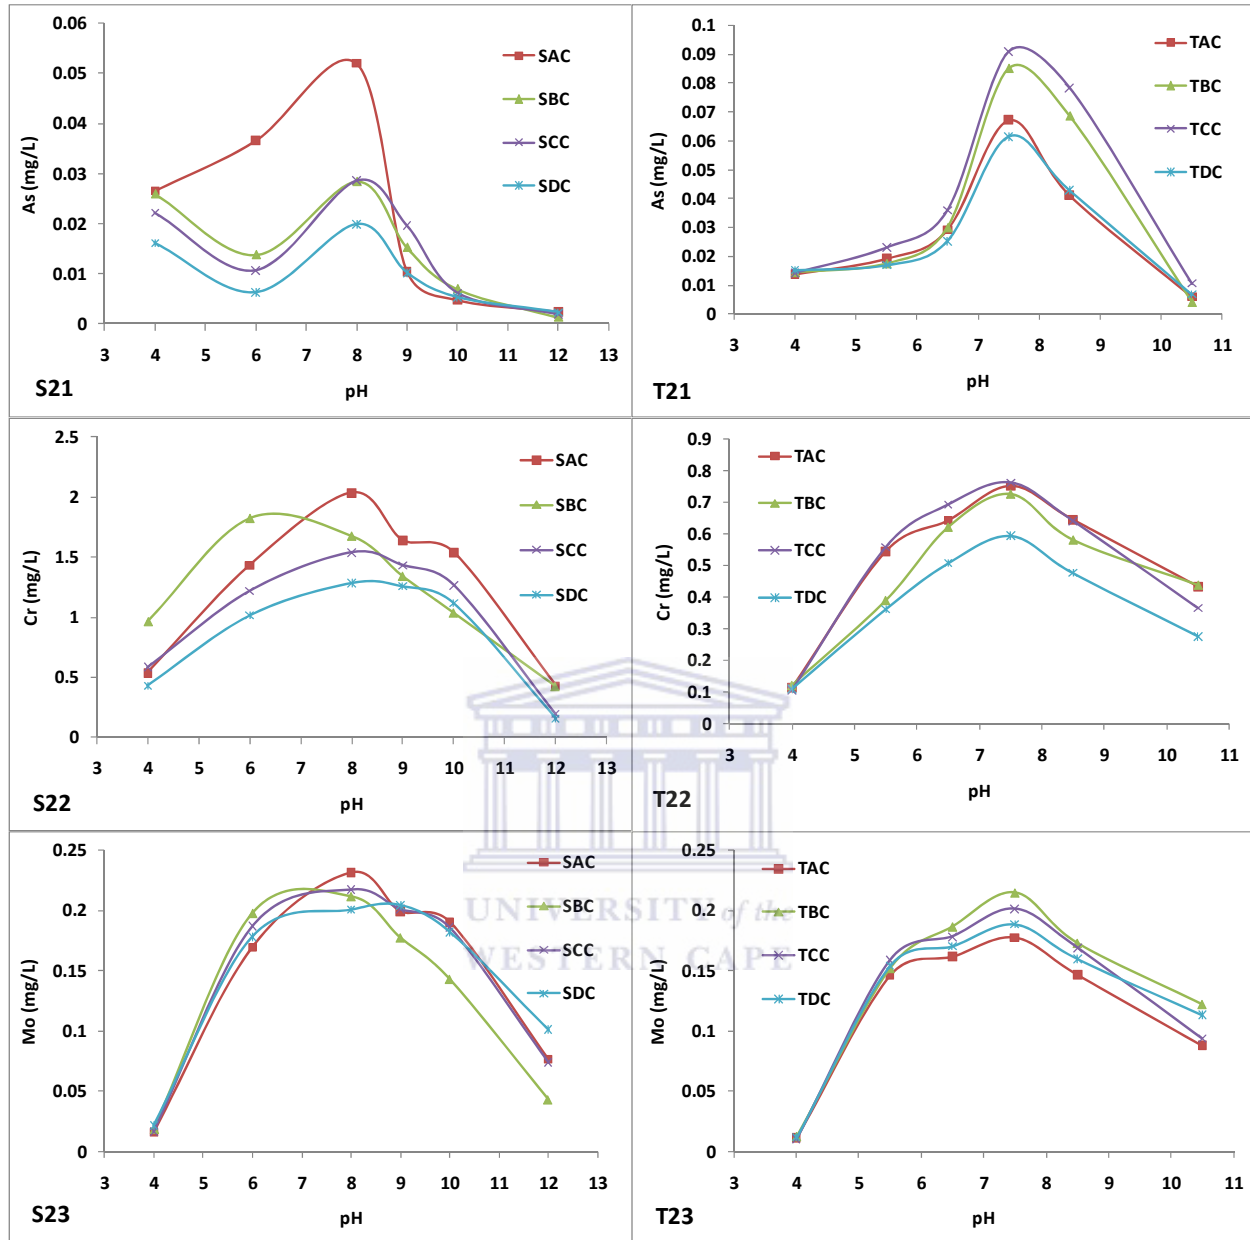 0.06
0.05
0.04
0.03
0.02
0.01
0
As (mg/L)
3 4 5 6 7 8 9 10 11 12 13
pH
S21
SAC
SBC
SCC
SDC
0.1
0.09
0.08
0.07
0.06
0.05
0.04
0.03
0.02
0.01
0
As (mg/L)
3 4 5 6 7 8 9 10 11
pH
T21
TAC
TBC
TCC
TDC
2.5
2
1.5
1
0.5
0
Cr (mg/L)
3 4 5 6 7 8 9 10 11 12 13
pH
S22
SAC
SBC
SCC
SDC
0.9
0.8
0.7
0.6
0.5
0.4
0.3
0.2
0.1
0
Cr (mg/L)
3 4 5 6 7 8 9 10 11
pH
T22
TAC
TBC
TCC
TDC
0.25
0.2
0.15
0.1
0.05
0
Mo (mg/L)
3 4 5 6 7 8 9 10 11 12 13
pH
S23
SAC
SBC
SCC
SDC
0.25
0.2
0.15
0.1
0.05
0
Mo (mg/L)
3 4 5 6 7 8 9 10 11
pH
T23
TAC
TBC
TCC
TDC
UNIVERSITY of the
WESTERN CAPE